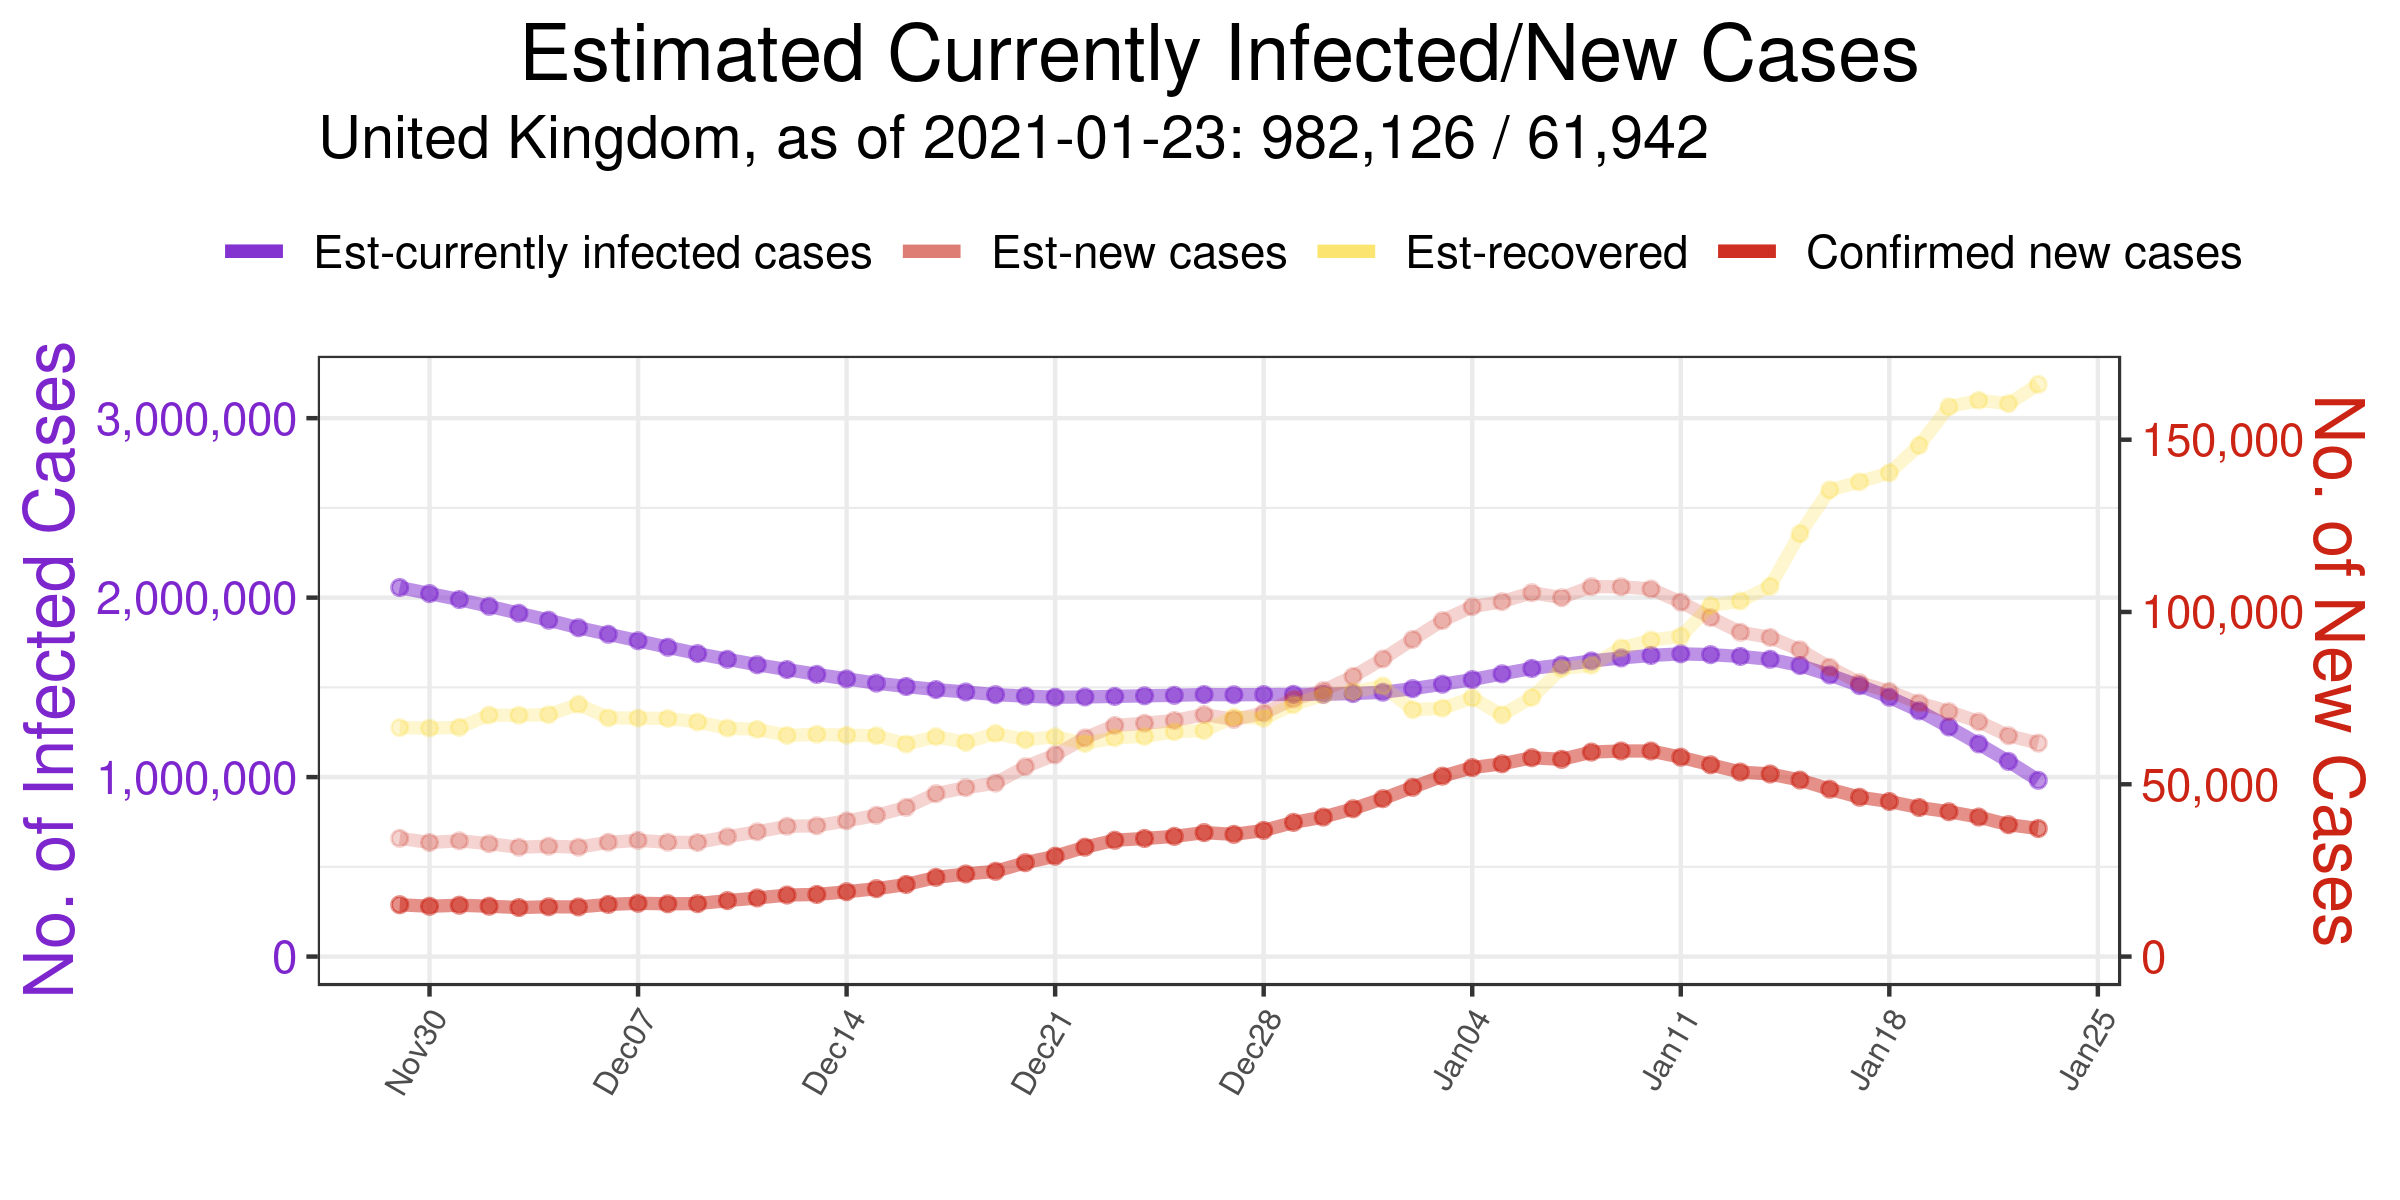 Estimated Currently Infected/New Cases
United Kingdom, as of 2021-01-23: 982,126 / 61,942
Est-currently infected cases Est-new cases Est-recovered Confirmed new cases
No. of Infected Cases
3,000,000
2,000,000
1,000,000
0
150,000
100,000
50,000
0
No. of New Cases
Nov30 Dec07 Dec14 Dec21 Dec28 Jan04 Jan11 Jan18 Jan25